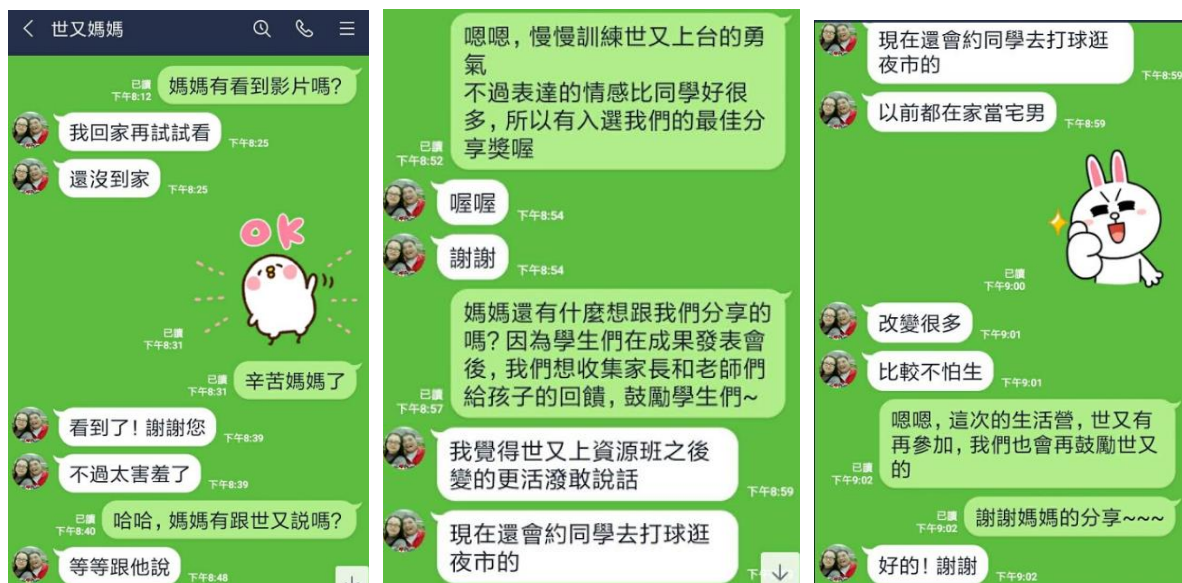 世又媽媽
媽媽有看到影片嗎?
已讀
下午8:12
我回家再試試看
下午8:25
還沒到家
下午8:25
OK
已讀
下午8:31
辛苦媽媽了
已讀
下午8:31
看到了! 謝謝您
下午8:39
不過太害羞了
下午8:39
哈哈, 媽媽有跟世又說嗎?
已讀
下午8:40
等等跟他說
下午8:48
嗯嗯, 慢慢訓練世又上台的勇
氣
不過表達的情感比同學好很
多, 所以有入選我們的最佳分
享獎喔
已讀
下午8:52
喔喔
下午8:54
謝謝
下午8:54
媽媽還有什麼想跟我們分享的
嗎? 因為學生們在成果發表會
後, 我們想收集家長和老師們
給孩子的回饋, 鼓勵學生們~
已讀
下午8:57
我覺得世又上資源班之後
變的更活潑敢說話
下午8:59
現在還會約同學去打球逛
夜市的
現在還會約同學去打球逛
夜市的
下午8:59
以前都在家當宅男
下午8:59
已讀
下午9:00
改變很多
下午9:01
比較不怕生
下午9:01
嗯嗯, 這次的生活營, 世又有
再參加, 我們也會再鼓勵世又
的
已讀
下午9:02
謝謝媽媽的分享~~~
已讀
下午9:02
好的! 謝謝
下午9:02